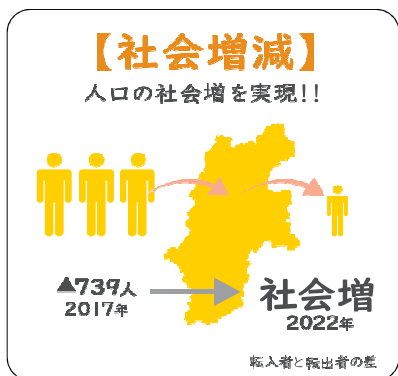 【社会増減】
人口の社会増を実現!!
▲739人
2017年
社会増
2022年
転入者と転出者の差